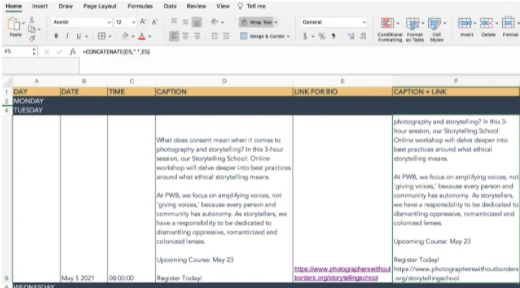 Home Insert Draw Page Layout Formulas Data Review View Tell me
Avenir 12 A A Wrap Text General
Paste B I U A Merge & Center $ % Conditional Formatting Format as Table Cell Styles Insert Delete Format
F5 fx =CONCATENATE(D5," ",E5)
A B C D E F
1 DAY DATE TIME CAPTION LINK FOR BIO CAPTION + LINK
3 MONDAY
4 TUESDAY
What does consent mean when it comes to
photography and storytelling? In this 3-hour
session, our Storytelling School: Online
workshop will delve deeper into best practices
around what ethical storytelling means.
At PWB, we focus on amplifying voices, not
'giving voices,' because every person and
community has autonomy. As storytellers, we
have a responsibility to be dedicated to
dismantling oppressive, romanticized and
colonized lenses.
Upcoming Course: May 23
5 May 5 2021 06:00:00 Register Today!
https://www.photographerswithout
borders.org/storytellingschool
photography and storytelling? In this 3-
hour session, our Storytelling School:
Online workshop will delve deeper into
best practices around what ethical
storytelling means.
At PWB, we focus on amplifying voices, not
'giving voices,' because every person and
community has autonomy. As storytellers,
we have a responsibility to be dedicated to
dismantling oppressive, romanticized and
colonized lenses.
Upcoming Course: May 23
Register Today!
https://www.photographerswithoutborders
.org/storytellingschool
WEDNESDAY